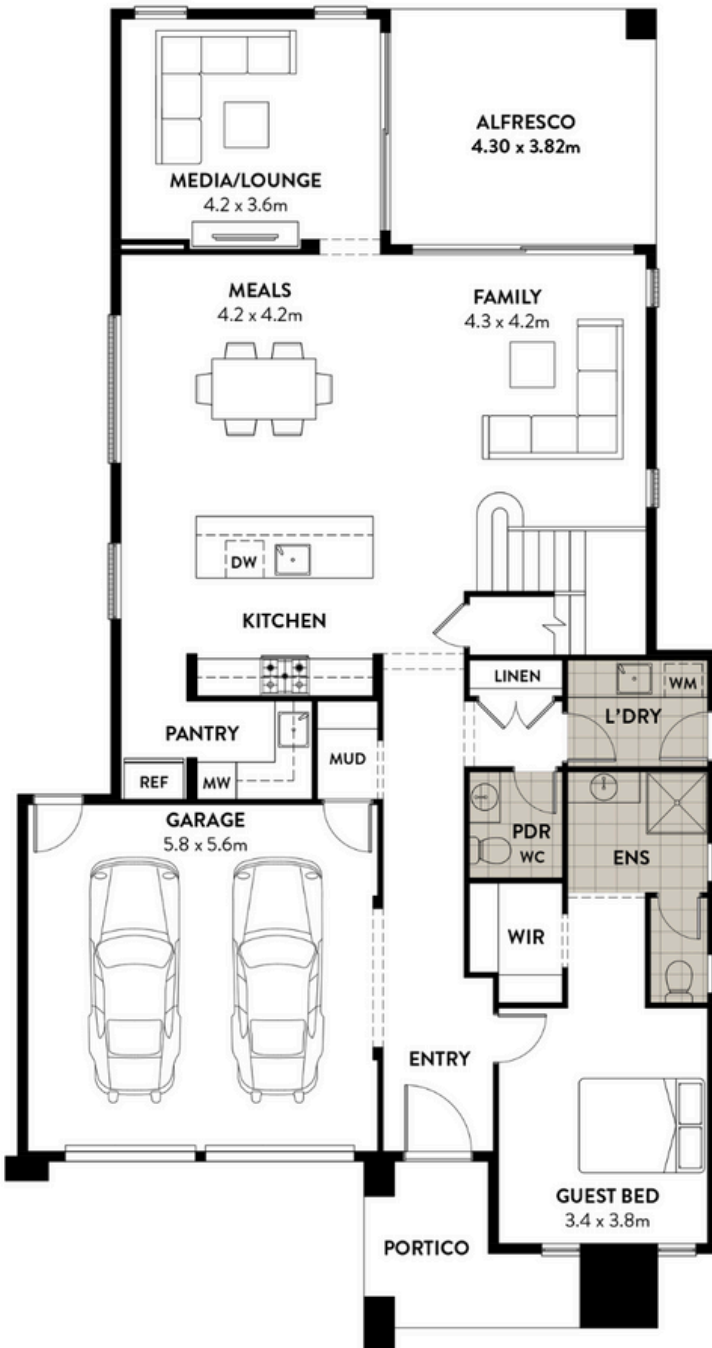 ALFRESCO
4.30 x 3.82m
MEDIA/LOUNGE
4.2 x 3.6m
MEALS
4.2 x 4.2m
FAMILY
4.3 x 4.2m
DW
KITCHEN
LINEN
WM
L'DRY
PANTRY
MUD
REF
MW
GARAGE
5.8 x 5.6m
PDR
WC
ENS
WIR
ENTRY
GUEST BED
3.4 x 3.8m
PORTICO